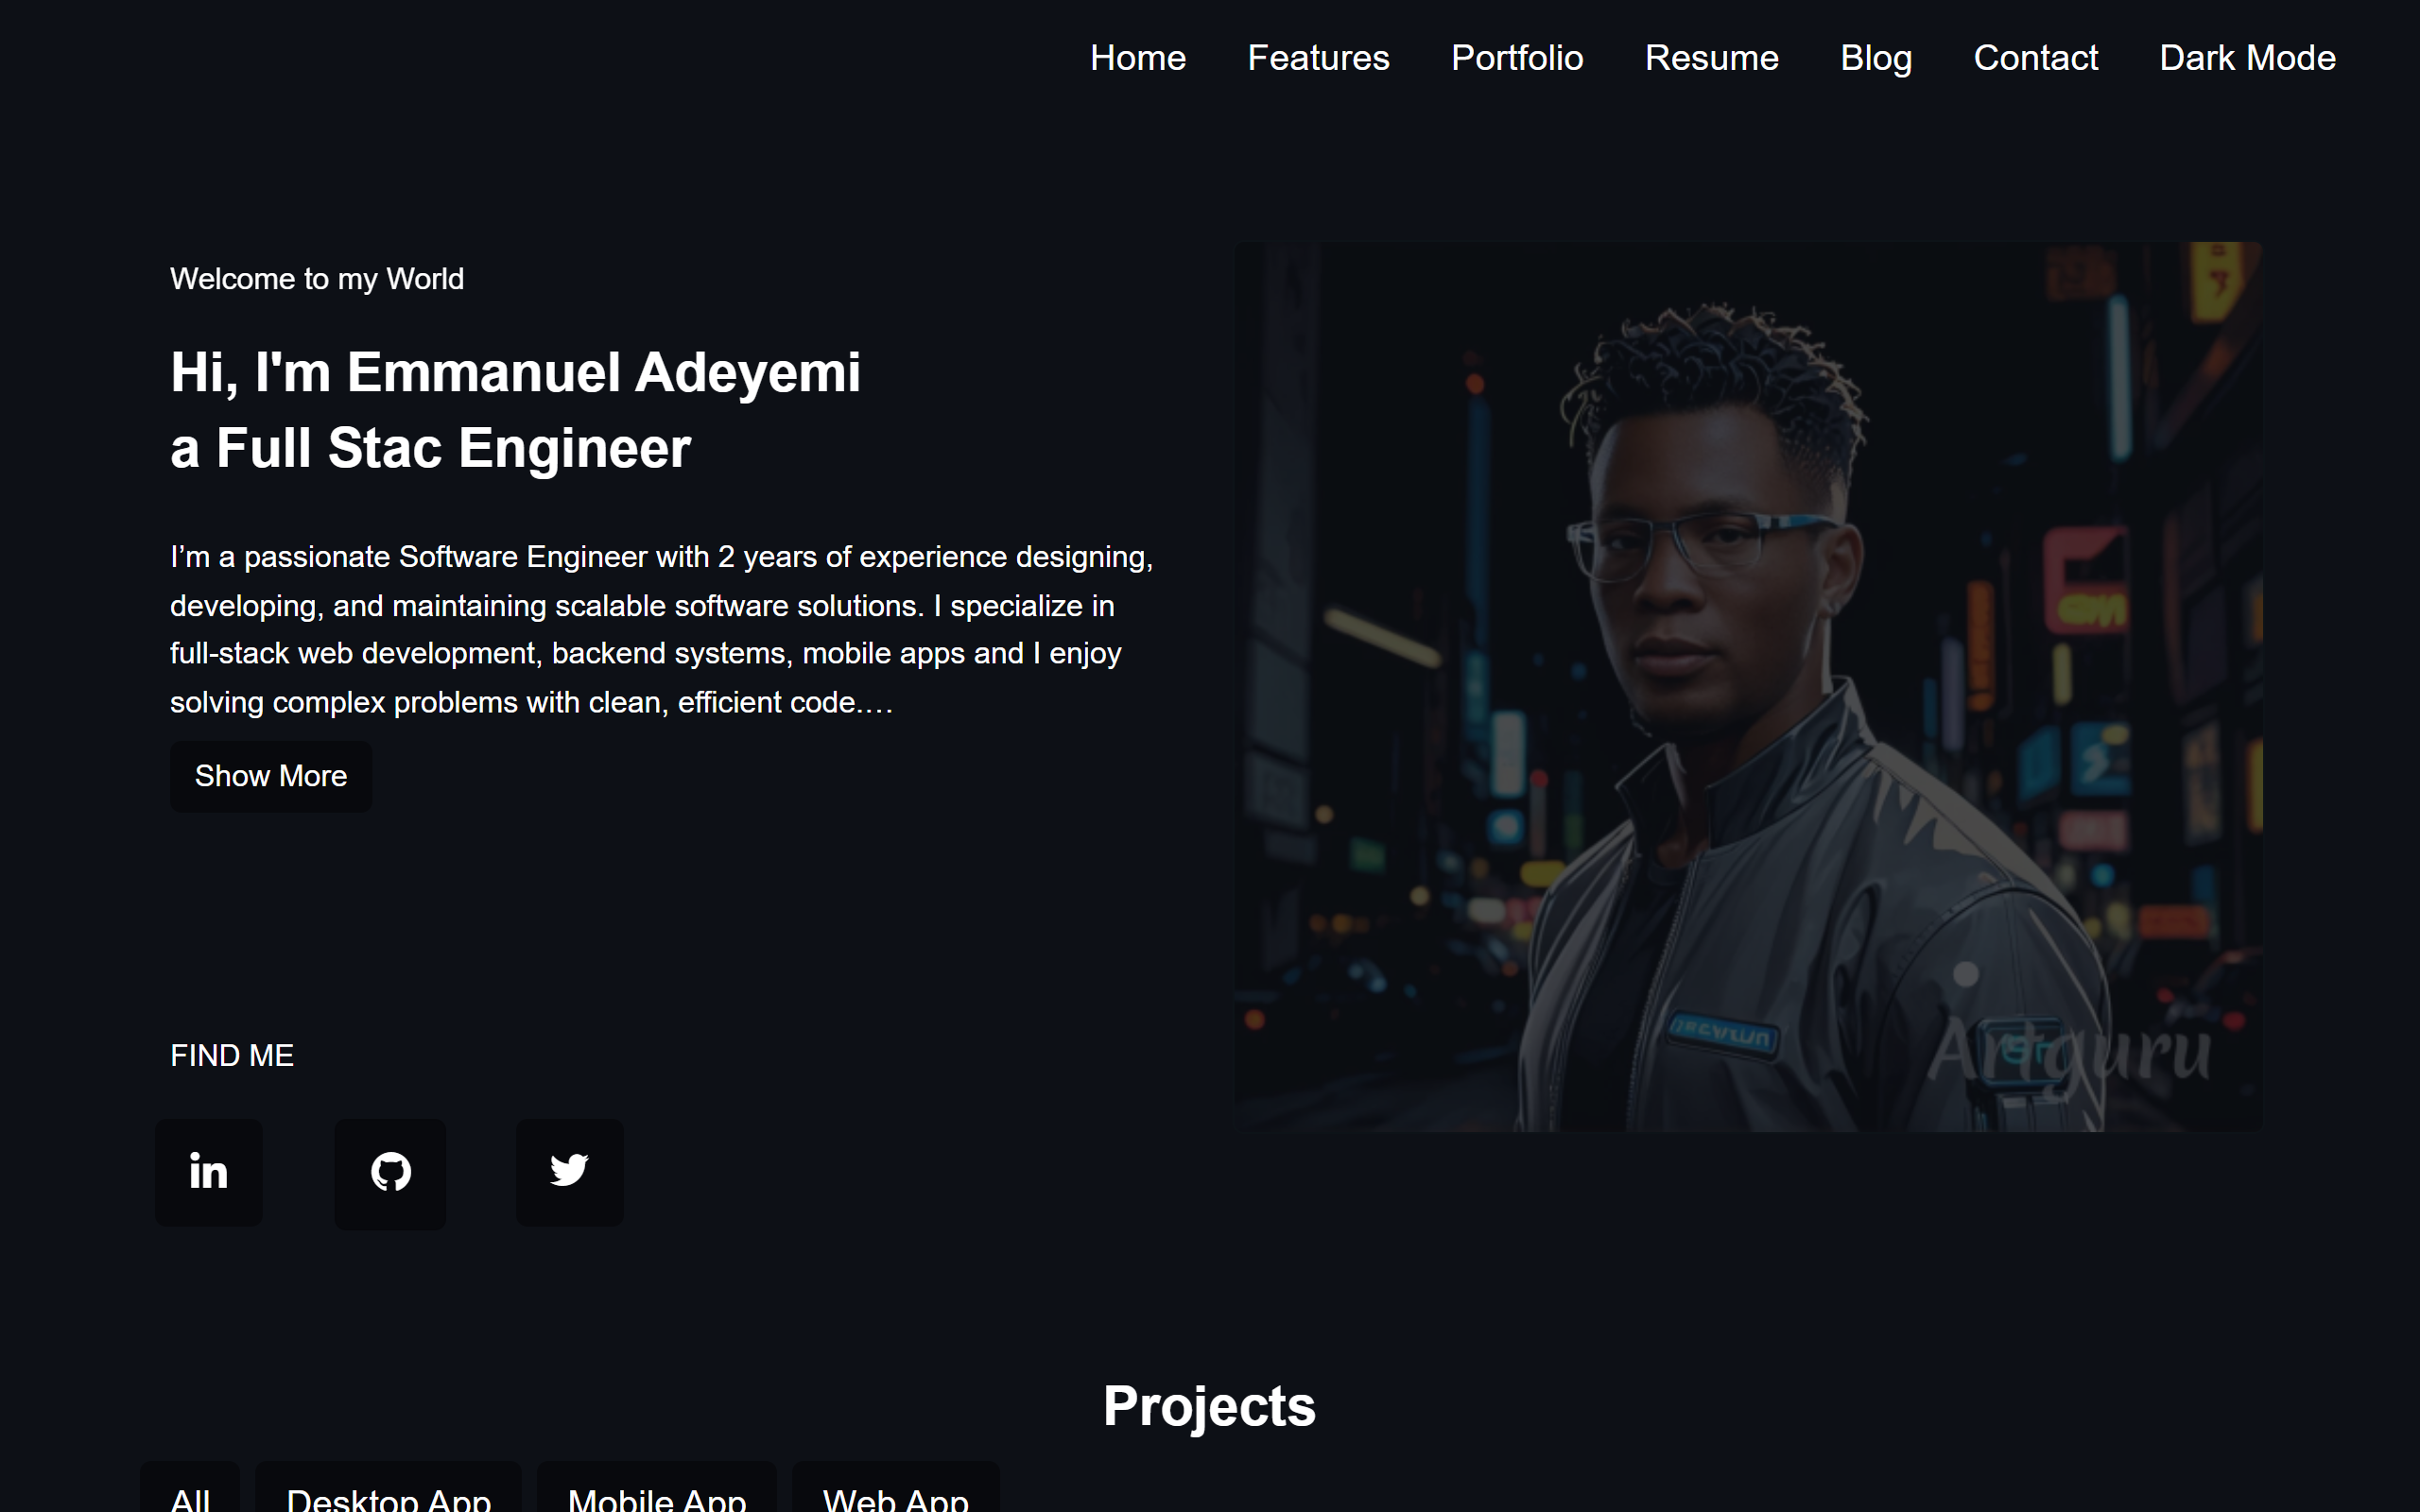 Home Features Portfolio Resume Blog Contact Dark Mode
Welcome to my World
Hi, I'm Emmanuel Adeyemi
a Full Stac Engineer
I’m a passionate Software Engineer with 2 years of experience designing,
developing, and maintaining scalable software solutions. I specialize in
full-stack web development, backend systems, mobile apps and I enjoy
solving complex problems with clean, efficient code.…
Show More
Artguru
FIND ME
in
Projects
All Desktop App Mobile App Web App